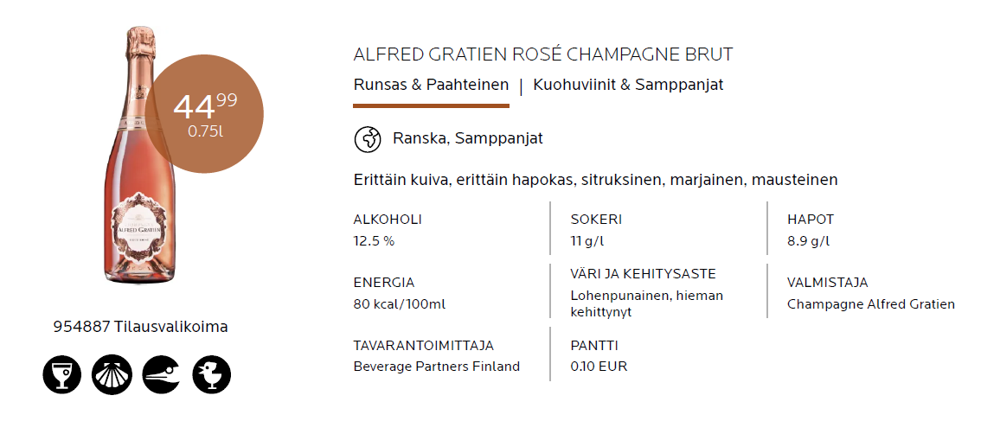 ALFRED GRATIEN ROSÉ CHAMPAGNE BRUT
Runsas & Paahteinen | Kuohuviinit & Samppanjat
44 99
0.75l
Ranska, Samppanjat
Erittäin kuiva, erittäin hapokas, sitruksinen, marjainen, mausteinen
ALKOHOLI
12.5 %
SOKERI
11 g/l
HAPOT
8.9 g/l
ENERGIA
80 kcal/100ml
VÄRI JA KEHITYSASTE
Lohenpunainen, hieman
kehittynyt
VALMISTAJA
Champagne Alfred Gratien
TAVARANTOIMITTAJA
Beverage Partners Finland
PANTTI
0.10 EUR
ALFRED GRATIEN
954887 Tilausvalikoima